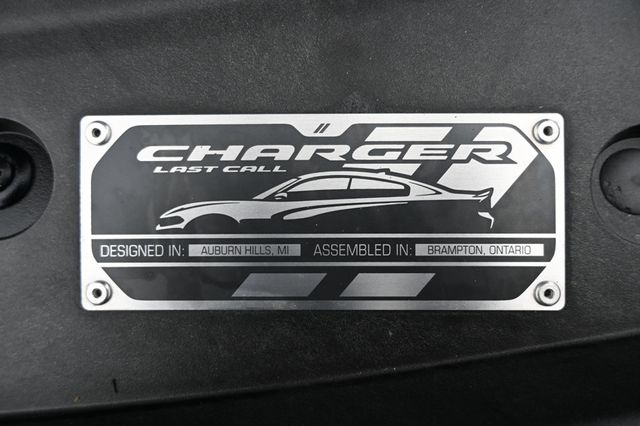 CHARGER
LAST CALL
DESIGNED IN: AUBURN HILLS, MI ASSEMBLED IN: BRAMPTON, ONTARIO